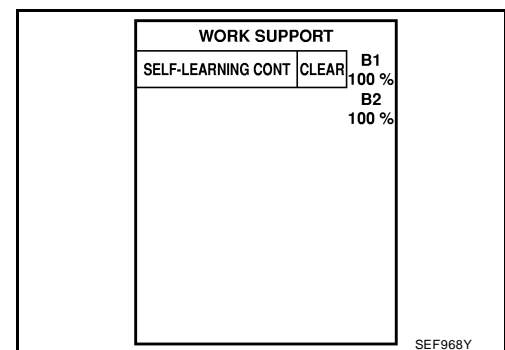 WORK SUPPORT
SELF-LEARNING CONT CLEAR B1
100 %
B2
100 %
SEF968Y